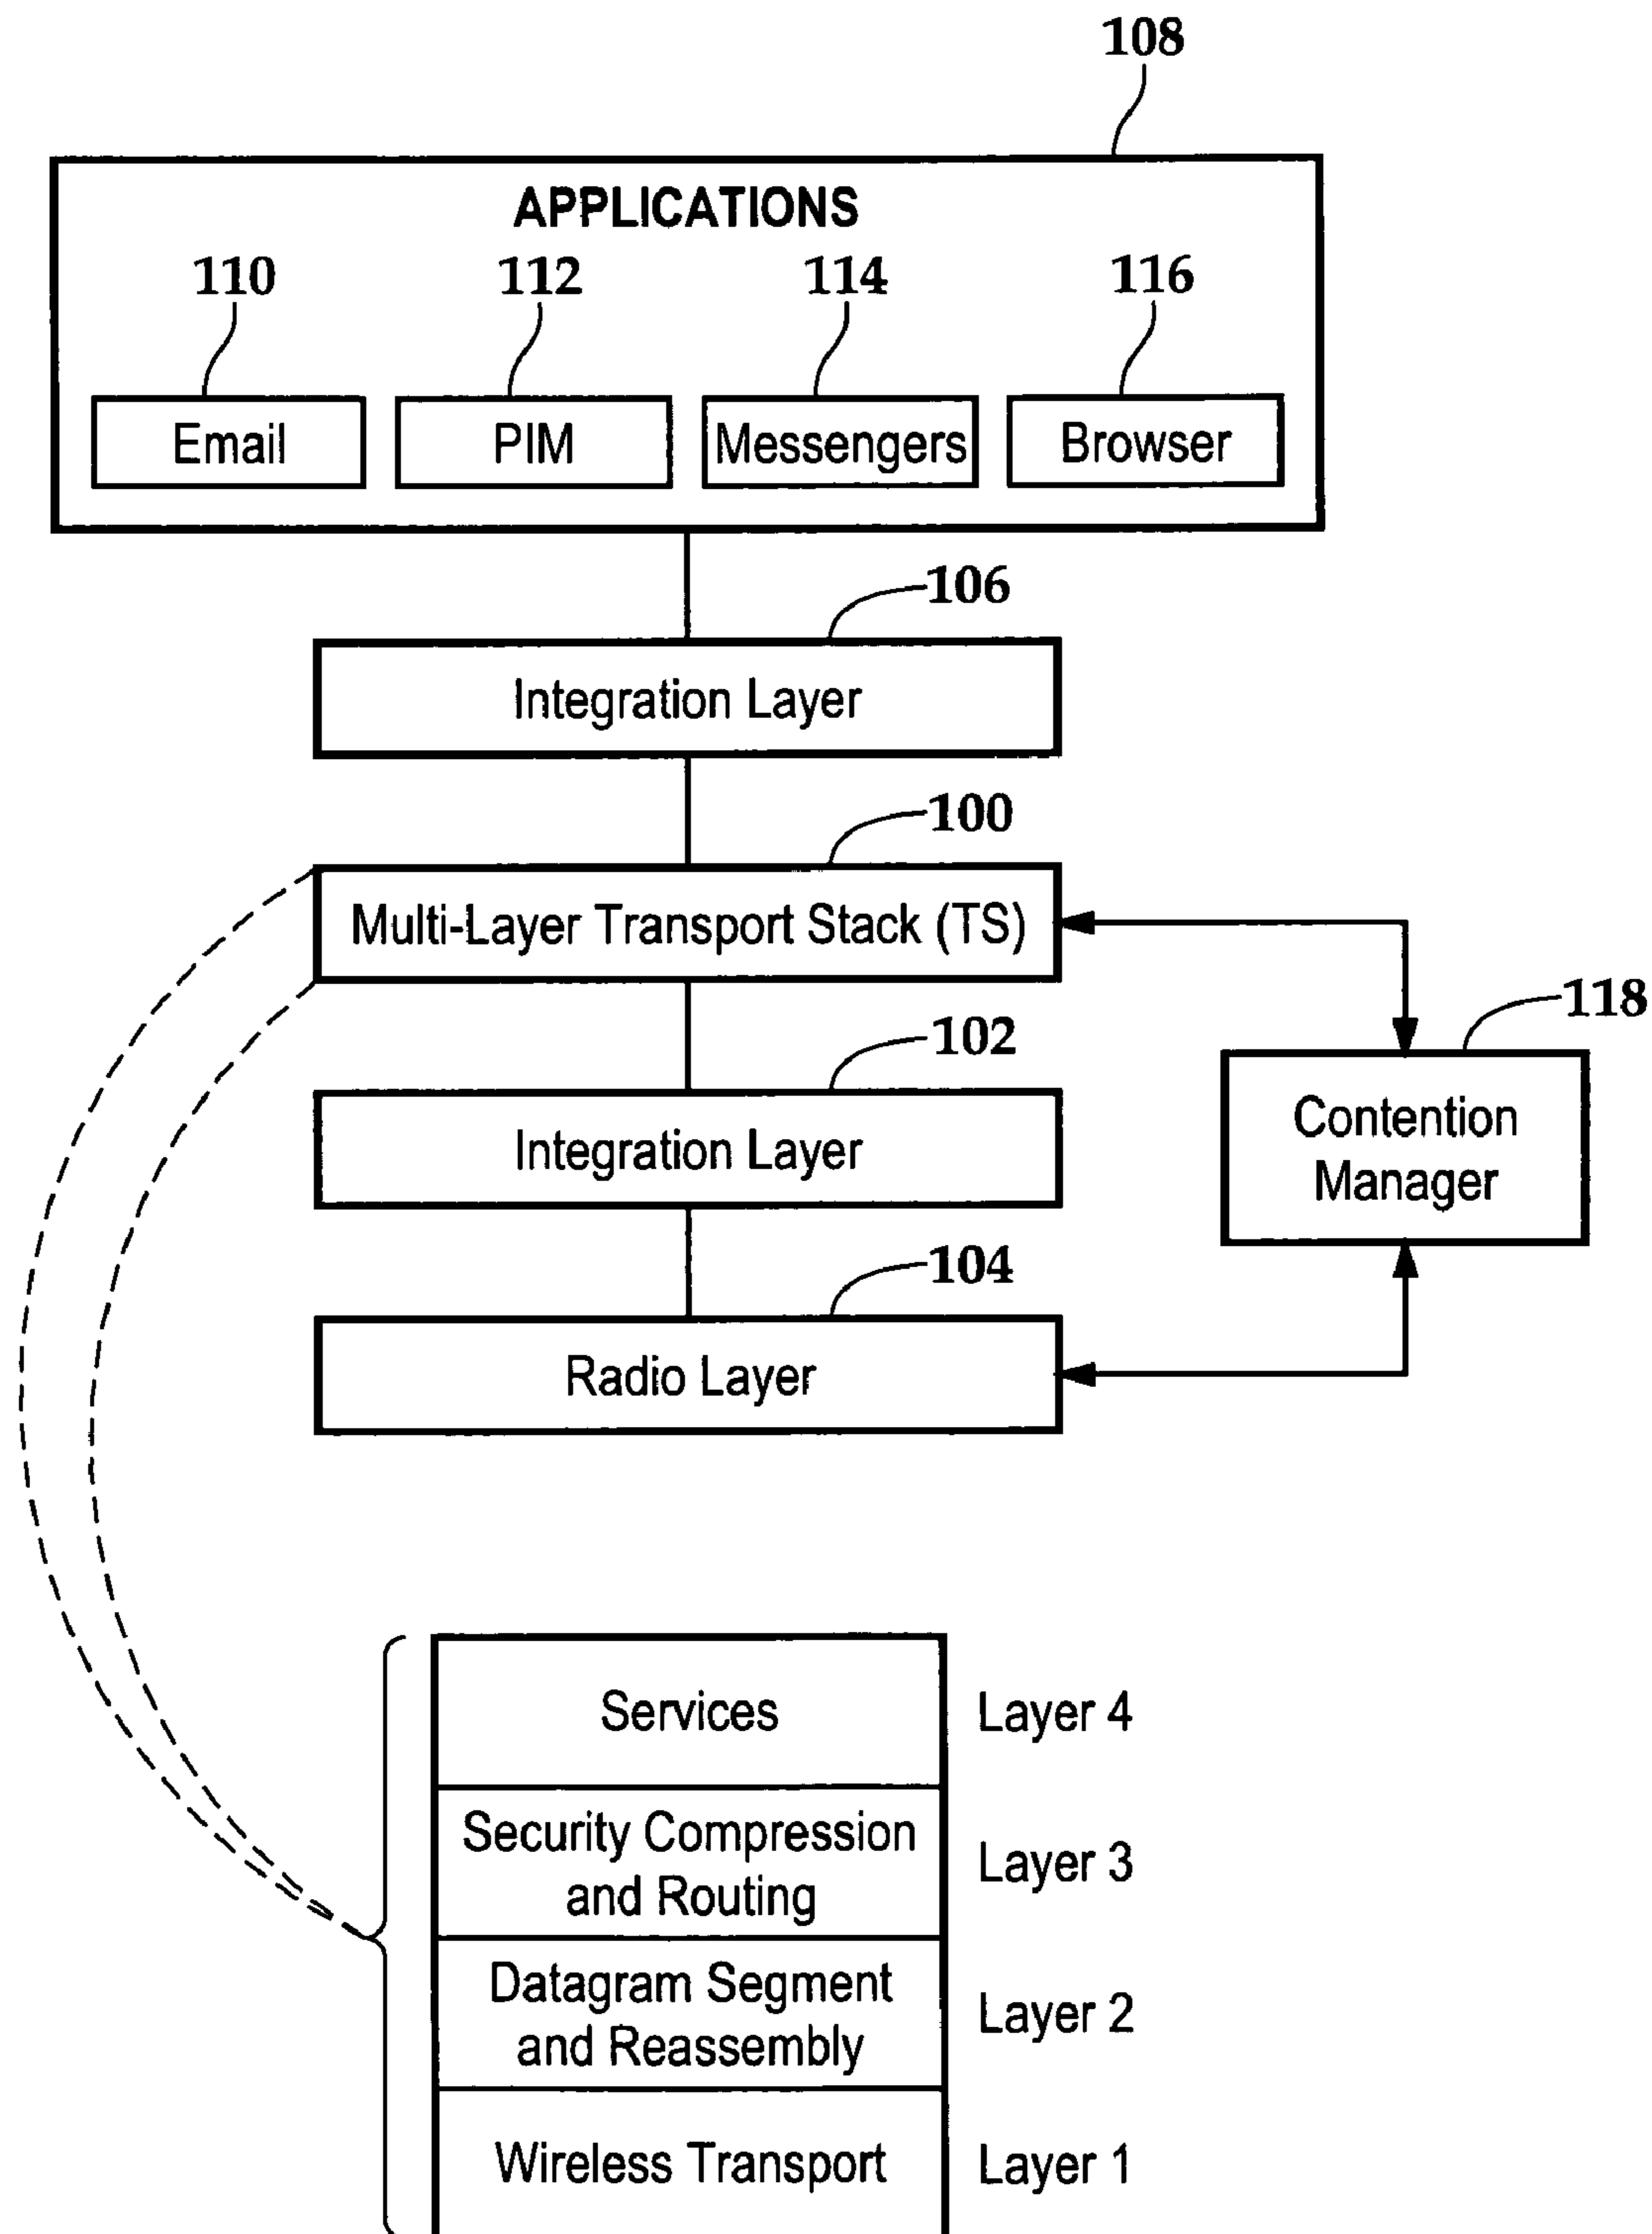 108
APPLICATIONS
110 112 114 116
Email PIM Messengers Browser
106
Integration Layer
100
Multi-Layer Transport Stack (TS)
118
102
Contention
Manager
Integration Layer
104
Radio Layer
Services Layer 4
Security Compression
and Routing
Layer 3
Datagram Segment
and Reassembly
Layer 2
Wireless Transport Layer 1